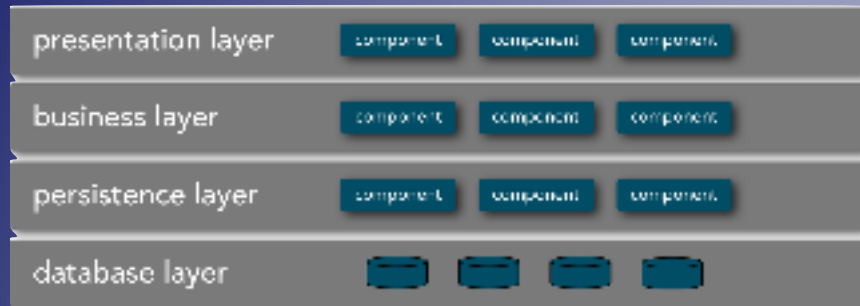 presentation layer component component component
business layer component component component
persistence layer component component component
database layer